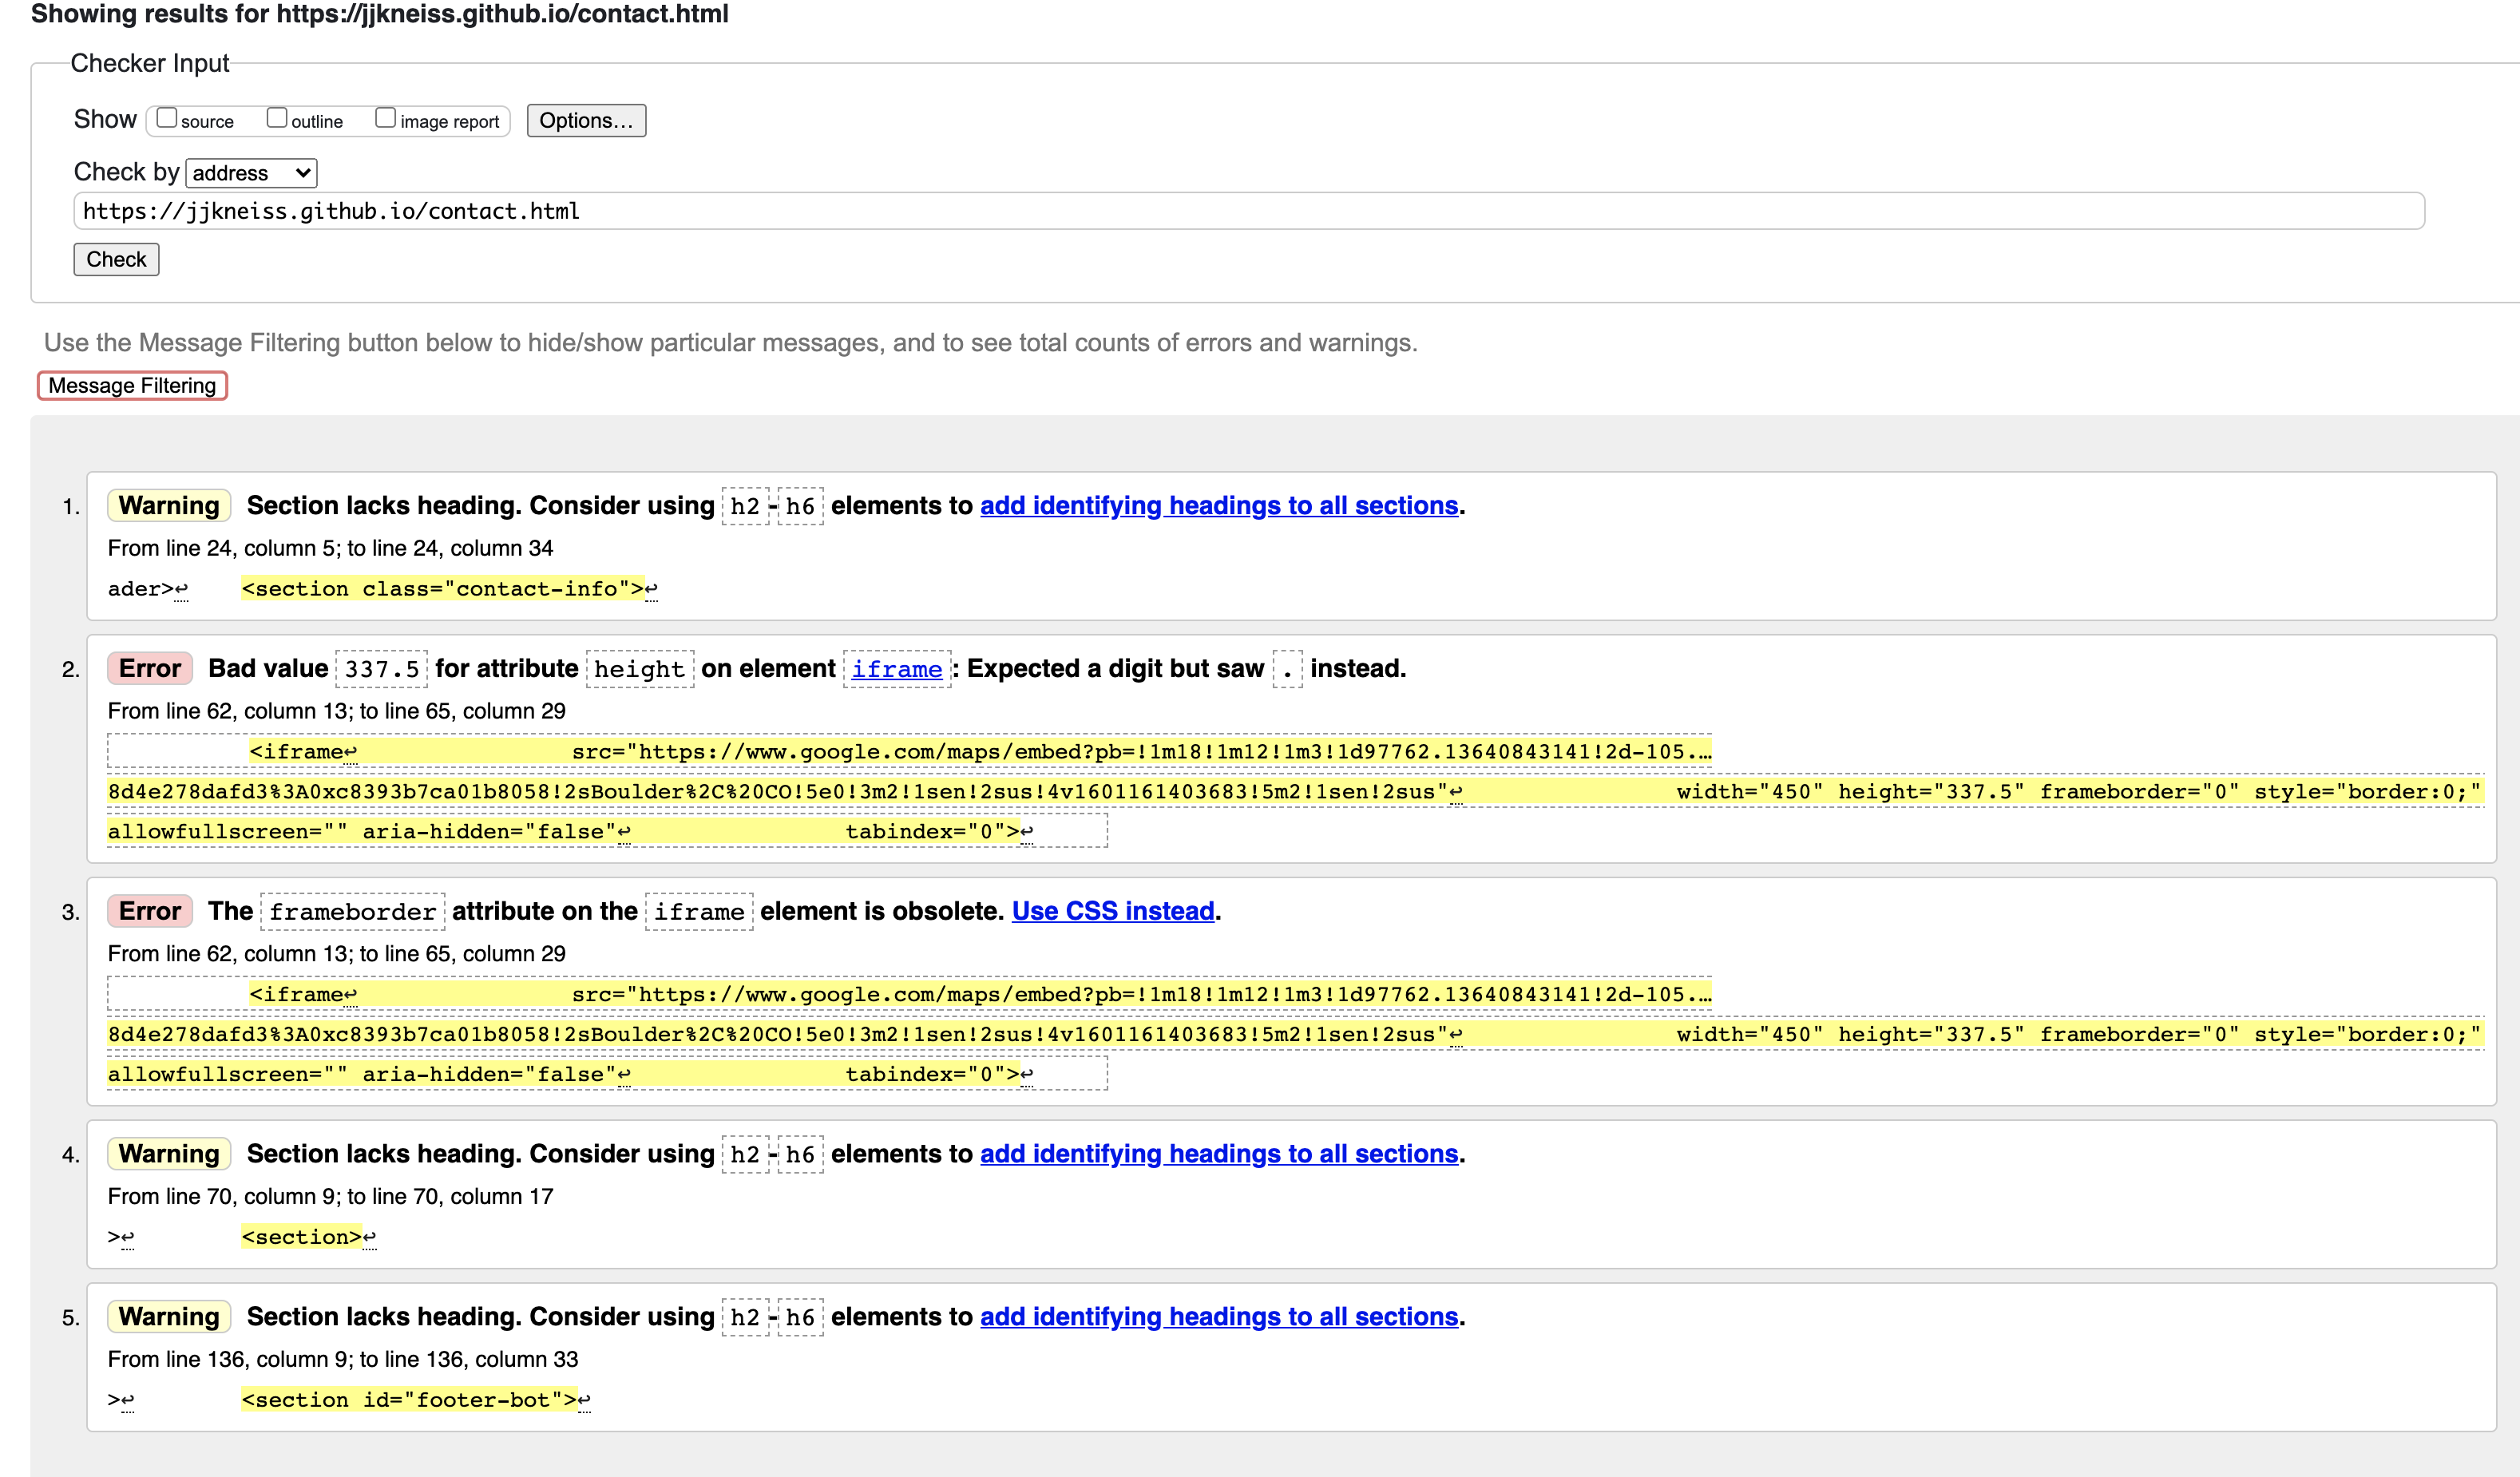 Showing results for https://jjkneiss.github.io/contact.html
Checker Input
Show source outline image report Options...
Check by address
https://jjkneiss.github.io/contact.html
Check
Use the Message Filtering button below to hide/show particular messages, and to see total counts of errors and warnings.
Message Filtering
1. Warning Section lacks heading. Consider using h2-h6 elements to add identifying headings to all sections.
From line 24, column 5; to line 24, column 34
ader>↩ <section class="contact-info">↩
2. Error Bad value 337.5 for attribute height on element iframe: Expected a digit but saw . instead.
From line 62, column 13; to line 65, column 29
<iframe↩ src="https://www.google.com/maps/embed?pb=!1m18!1m12!1m3!1d97762.1364084314​1!2d-105.…
8d4e278dafd3%3A0xc8393b7ca01b8058!2sBoulder%2C%20CO!5e0!3m2!1sen!2sus!4v1601161403683!5m2!1sen!2sus"↩ width="450" height="337.5" frameborder="0" style="border:0;"
allowfullscreen="" aria-hidden="false"↩ tabindex="0">↩
3. Error The frameborder attribute on the iframe element is obsolete. Use CSS instead.
From line 62, column 13; to line 65, column 29
<iframe↩ src="https://www.google.com/maps/embed?pb=!1m18!1m12!1m3!1d97762.13640843141!2d-105.…
8d4e278dafd3%3A0xc8393b7ca01b8058!2sBoulder%2C%20CO!5e0!3m2!1sen!2sus!4v1601161403683!5m2!1sen!2sus"↩ width="450" height="337.5" frameborder="0" style="border:0;"
allowfullscreen="" aria-hidden="false"↩ tabindex="0">↩
4. Warning Section lacks heading. Consider using h2-h6 elements to add identifying headings to all sections.
From line 70, column 9; to line 70, column 17
>↩ <section>↩
5. Warning Section lacks heading. Consider using h2-h6 elements to add identifying headings to all sections.
From line 136, column 9; to line 136, column 33
>↩ <section id="footer-bot">↩